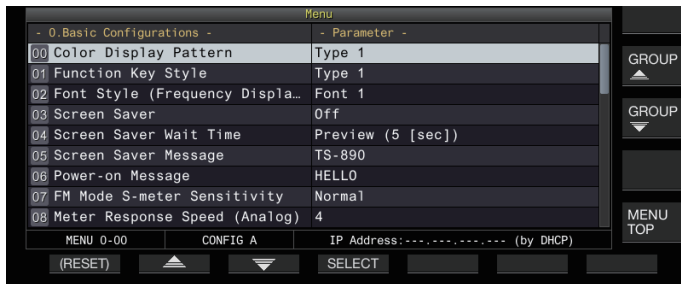 Menu
- 0.Basic Configurations - - Parameter -
00 Color Display Pattern Type 1
01 Function Key Style Type 1
02 Font Style (Frequency Displa… Font 1
03 Screen Saver Off
04 Screen Saver Wait Time Preview (5 [sec])
05 Screen Saver Message TS-890
06 Power-on Message HELLO
07 FM Mode S-meter Sensitivity Normal
08 Meter Response Speed (Analog) 4
MENU 0-00 CONFIG A IP Address:---.---.---.--- (by DHCP)
(RESET) SELECT
GROUP
GROUP
MENU
TOP